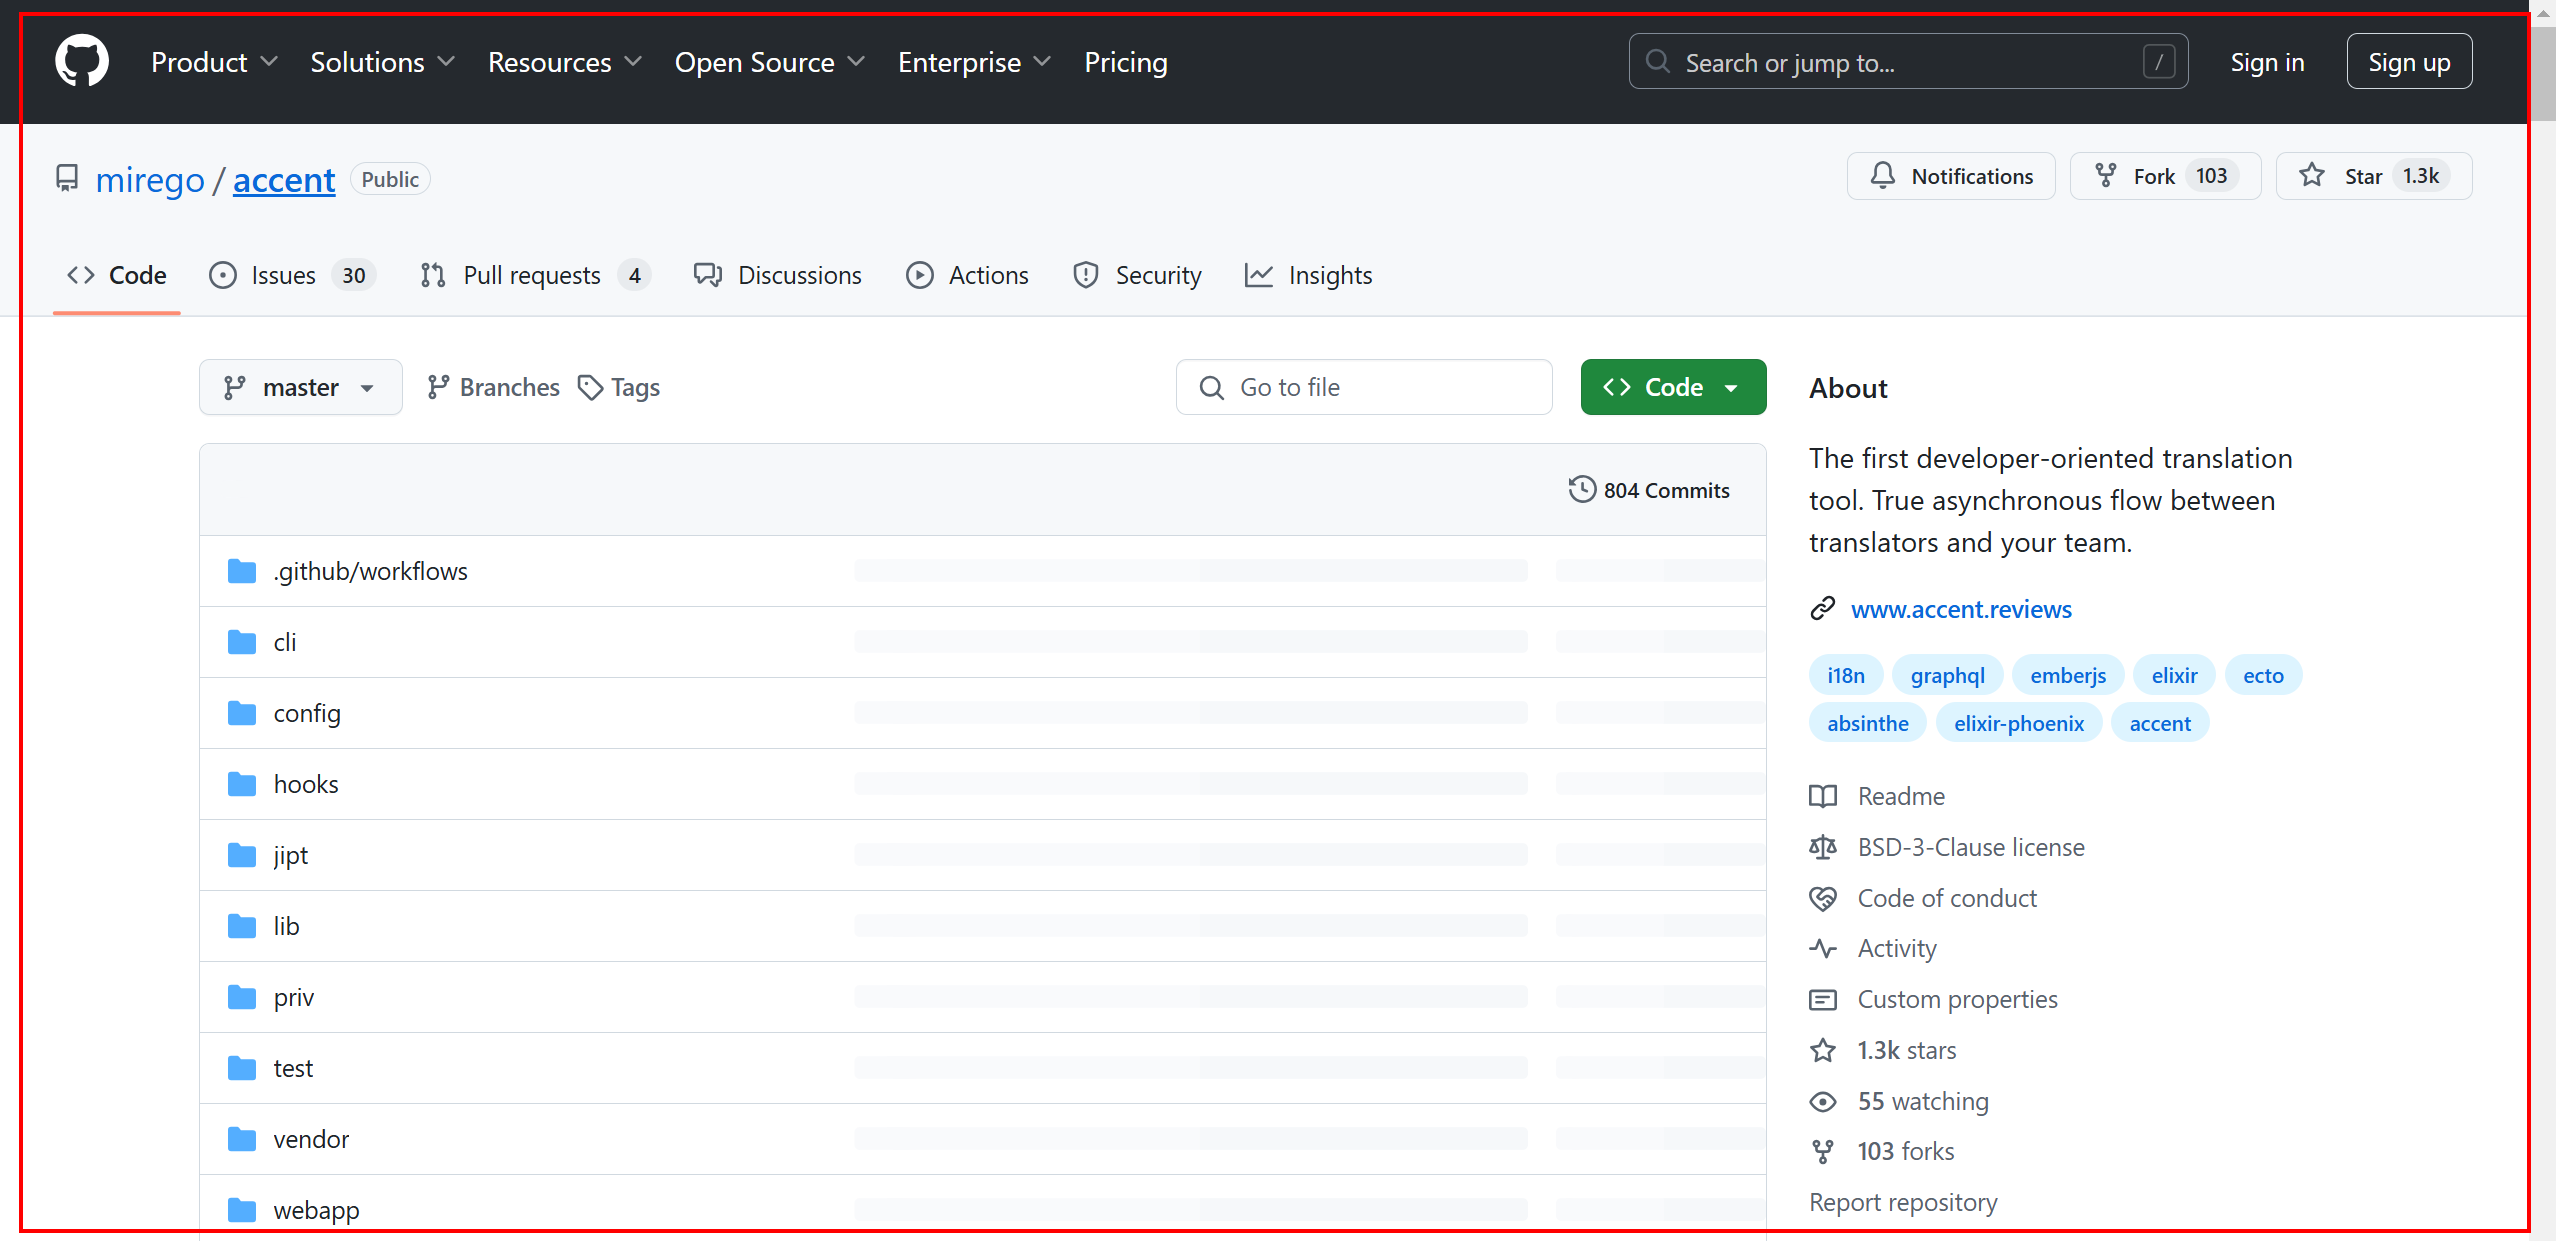 Product Solutions Resources Open Source Enterprise Pricing Search or jump to... / Sign in Sign up
mirego / accent Public Notifications Fork 103 Star 1.3k
Code Issues 30 Pull requests 4 Discussions Actions Security Insights
master Branches Tags Go to file Code
804 Commits
.github/workflows
cli
config
hooks
jipt
lib
priv
test
vendor
webapp
About
The first developer-oriented translation
tool. True asynchronous flow between
translators and your team.
www.accent.reviews
i18n graphql emberjs elixir ecto
absinthe elixir-phoenix accent
Readme
BSD-3-Clause license
Code of conduct
Activity
Custom properties
1.3k stars
55 watching
103 forks
Report repository